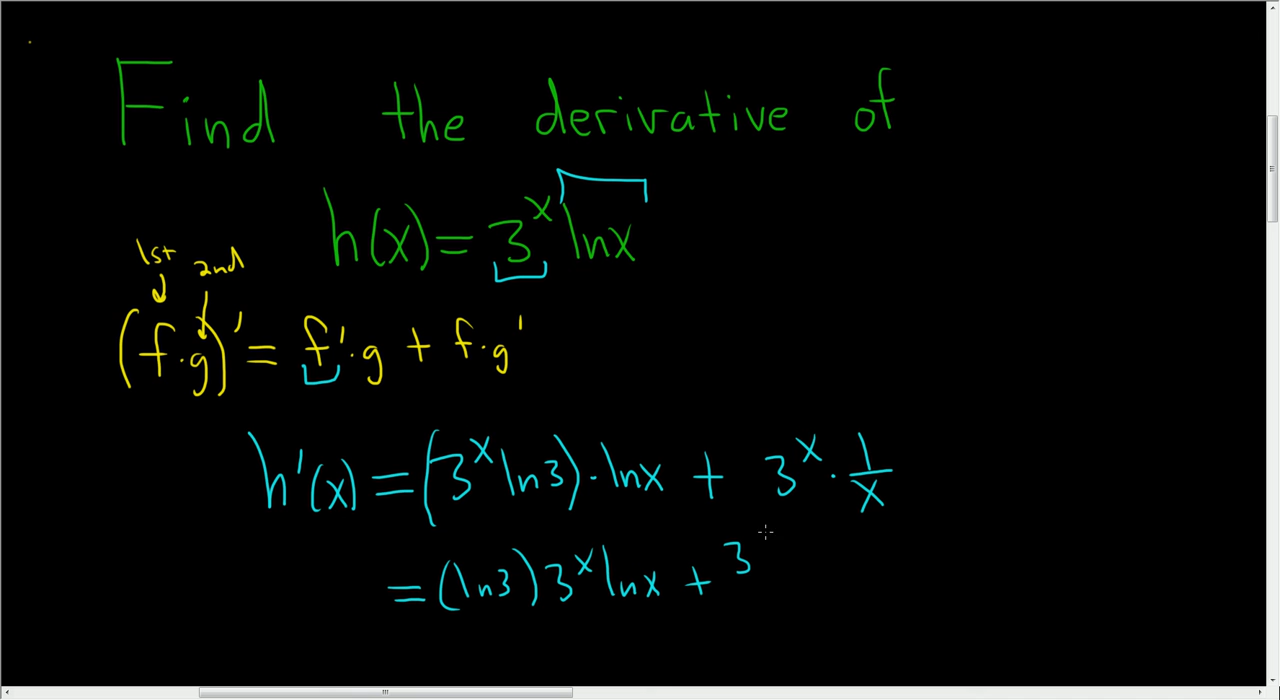 Find the derivative of
h(x) = 3^x ln x
1st
2nd
(f·g)' = f'·g + f·g'
h'(x) = (3^x ln 3)·ln x + 3^x · 1/x
= (ln 3) 3^x ln x + 3